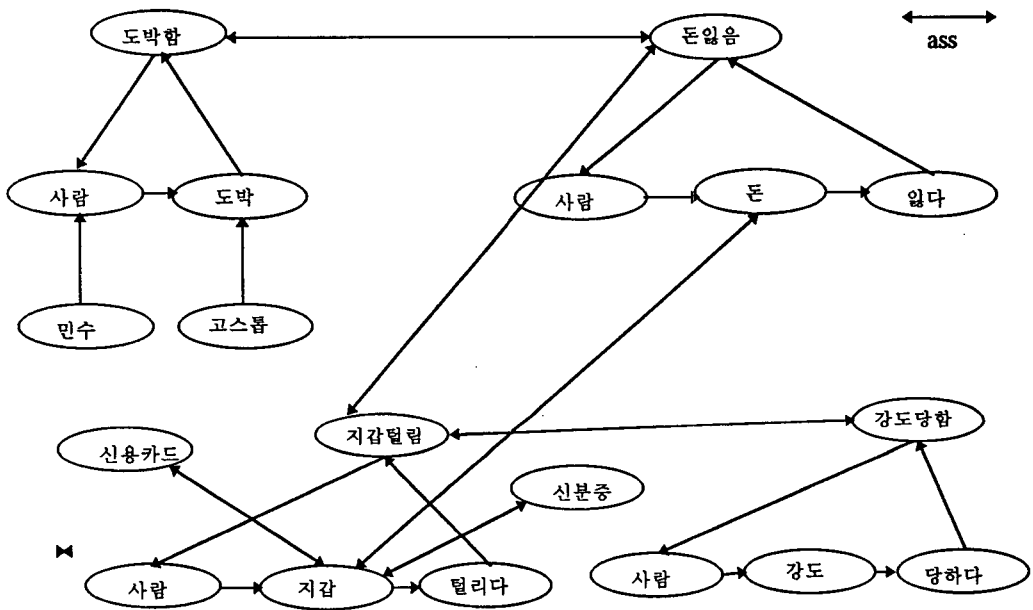 도박함
돈잃음
ass
사람
도박
사람
돈
잃다
민수
고스톱
지갑털림
강도당함
신용카드
신분증
사람
지갑
털리다
사람
강도
당하다